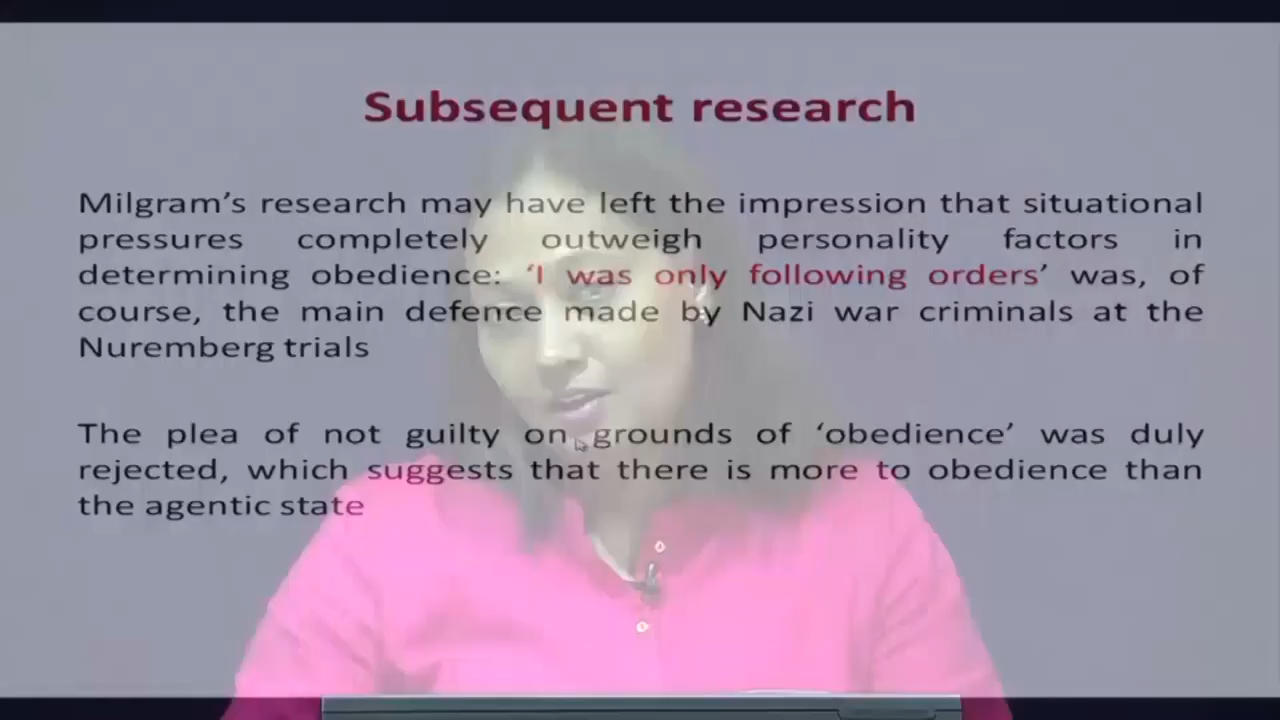 Subsequent research
Milgram's research may have left the impression that situational
pressures completely outweigh personality factors in
determining obedience: 'I was only following orders' was, of
course, the main defence made by Nazi war criminals at the
Nuremberg trials
The plea of not guilty on grounds of 'obedience' was duly
rejected, which suggests that there is more to obedience than
the agentic state